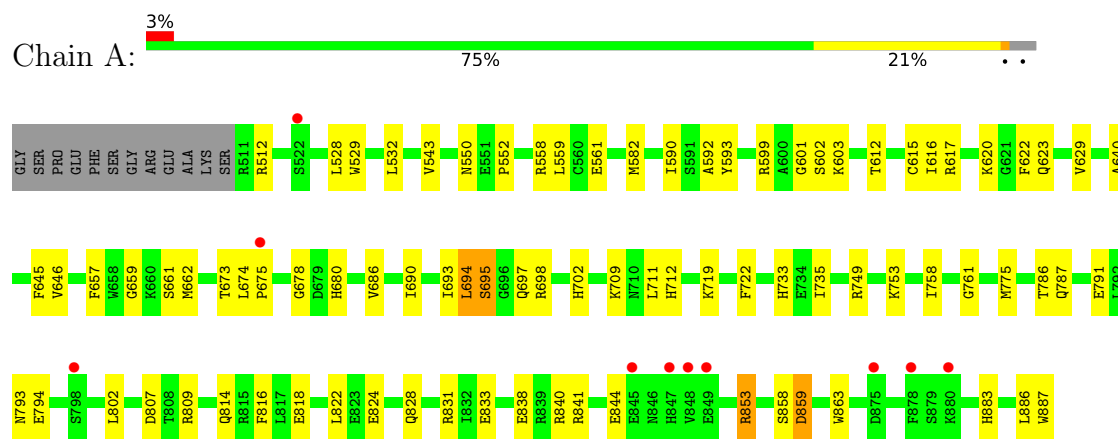 3%
Chain A:
75% 21% • •
GLY SER PRO GLU PHE SER GLY ARG GLU ALA LYS SER R511 R512 S522 L528 W529 L532 V543 N550 E551 P552 R558 L559 C560 E561 M582 I590 S591 A592 Y593 R599 A600 G601 S602 K603 T612 C615 I616 R617 K620 G621 F622 Q623 V629 A640
F645 V646 F657 W658 G659 K660 S661 M662 T673 L674 P675 G678 D679 H680 V686 I690 I693 L694 S695 G696 Q697 R698 H702 K709 N710 L711 H712 K719 F722 H733 E734 I735 R749 K753 I758 G761 M775 T786 Q787 E791 L792
N793 E794 S798 L802 D807 T808 R809 Q814 R815 F816 L817 E818 L822 E823 E824 Q828 R831 I832 E833 E838 R839 R840 R841 E844 E845 N846 H847 V848 E849 R853 S858 D859 W863 D875 F878 S879 K880 H883 L886 W887